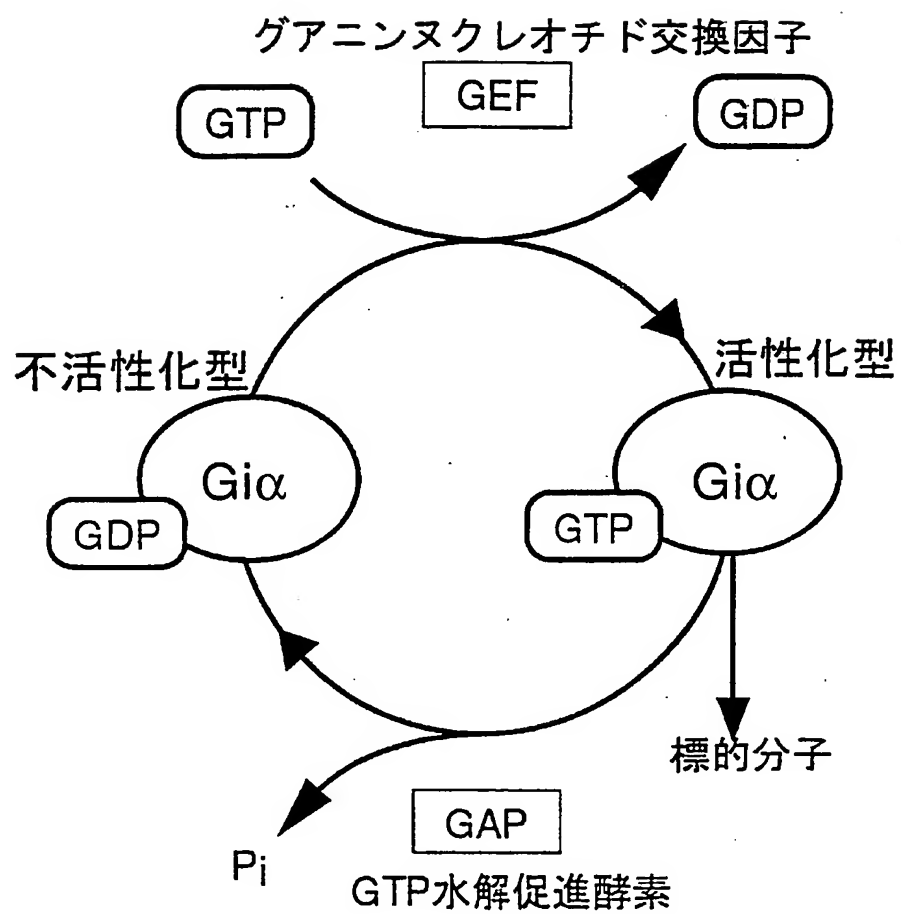 グアニンヌクレオチド交換因子
GEF
GTP
GDP
不活性化型
活性化型
Giα
Giα
GDP
GTP
標的分子
GAP
Pi
GTP水解促進酵素